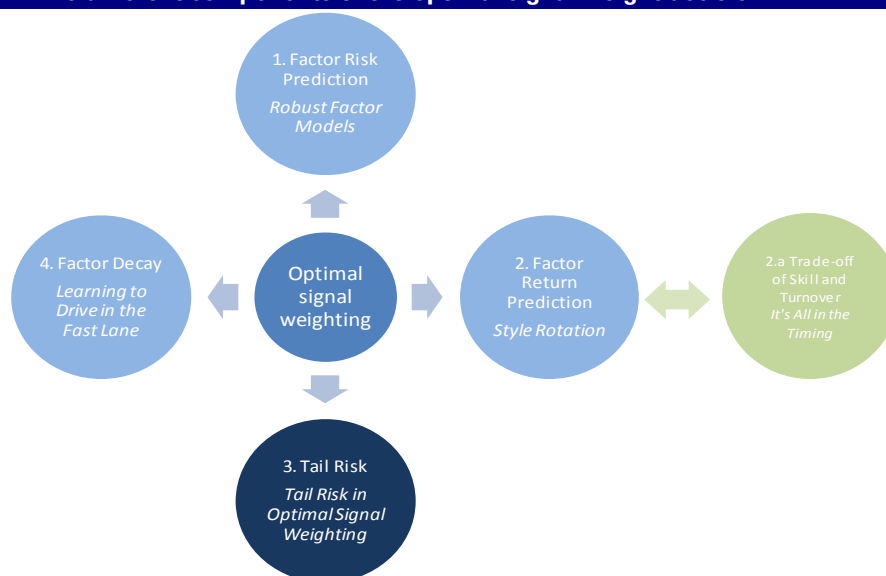 1. Factor Risk
Prediction
Robust Factor
Models
4. Factor Decay
Learning to
Drive in the
Fast Lane
Optimal
signal
weighting
2. Factor
Return
Prediction
Style Rotation
2.a Trade-off
of Skill and
Turnover
It's All in the
Timing
3. Tail Risk
Tail Risk in
Optimal Signal
Weighting